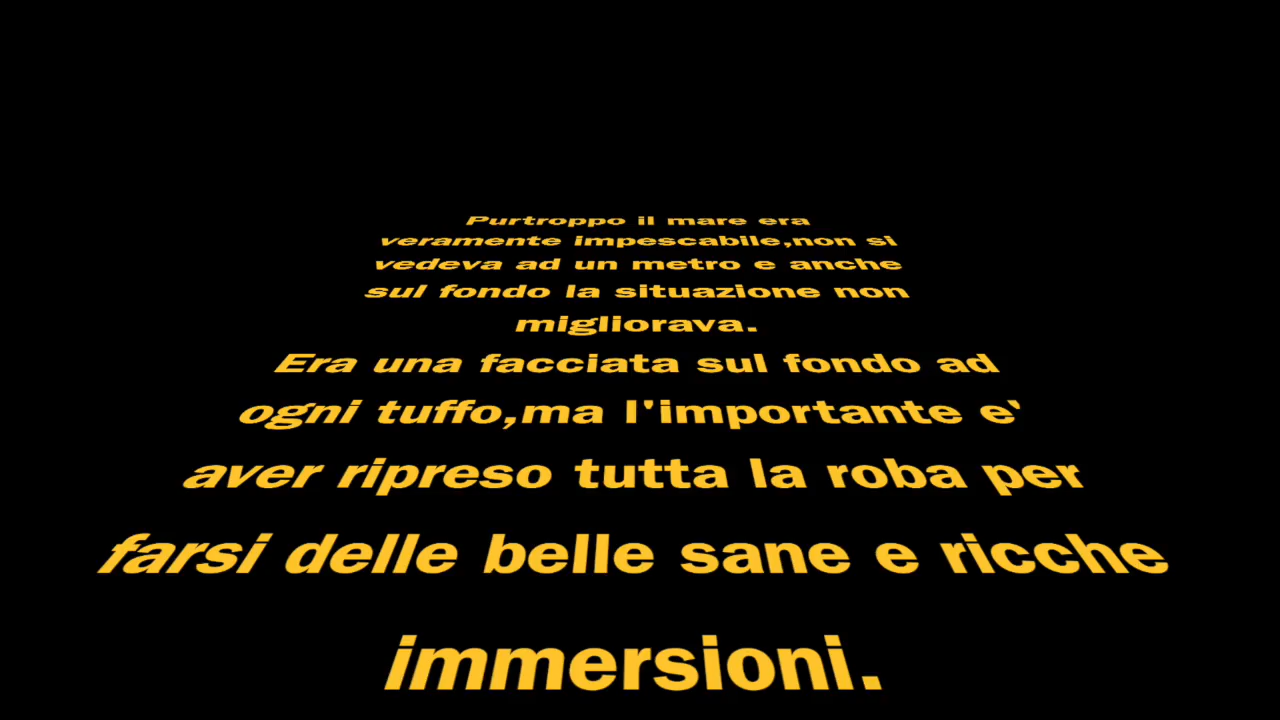 Purtroppo il mare era
veramente impescabile,non si
vedeva ad un metro e anche
sul fondo la situazione non
migliorava.
Era una facciata sul fondo ad
ogni tuffo,ma l'importante e'
aver ripreso tutta la roba per
farsi delle belle sane e ricche
immersioni.